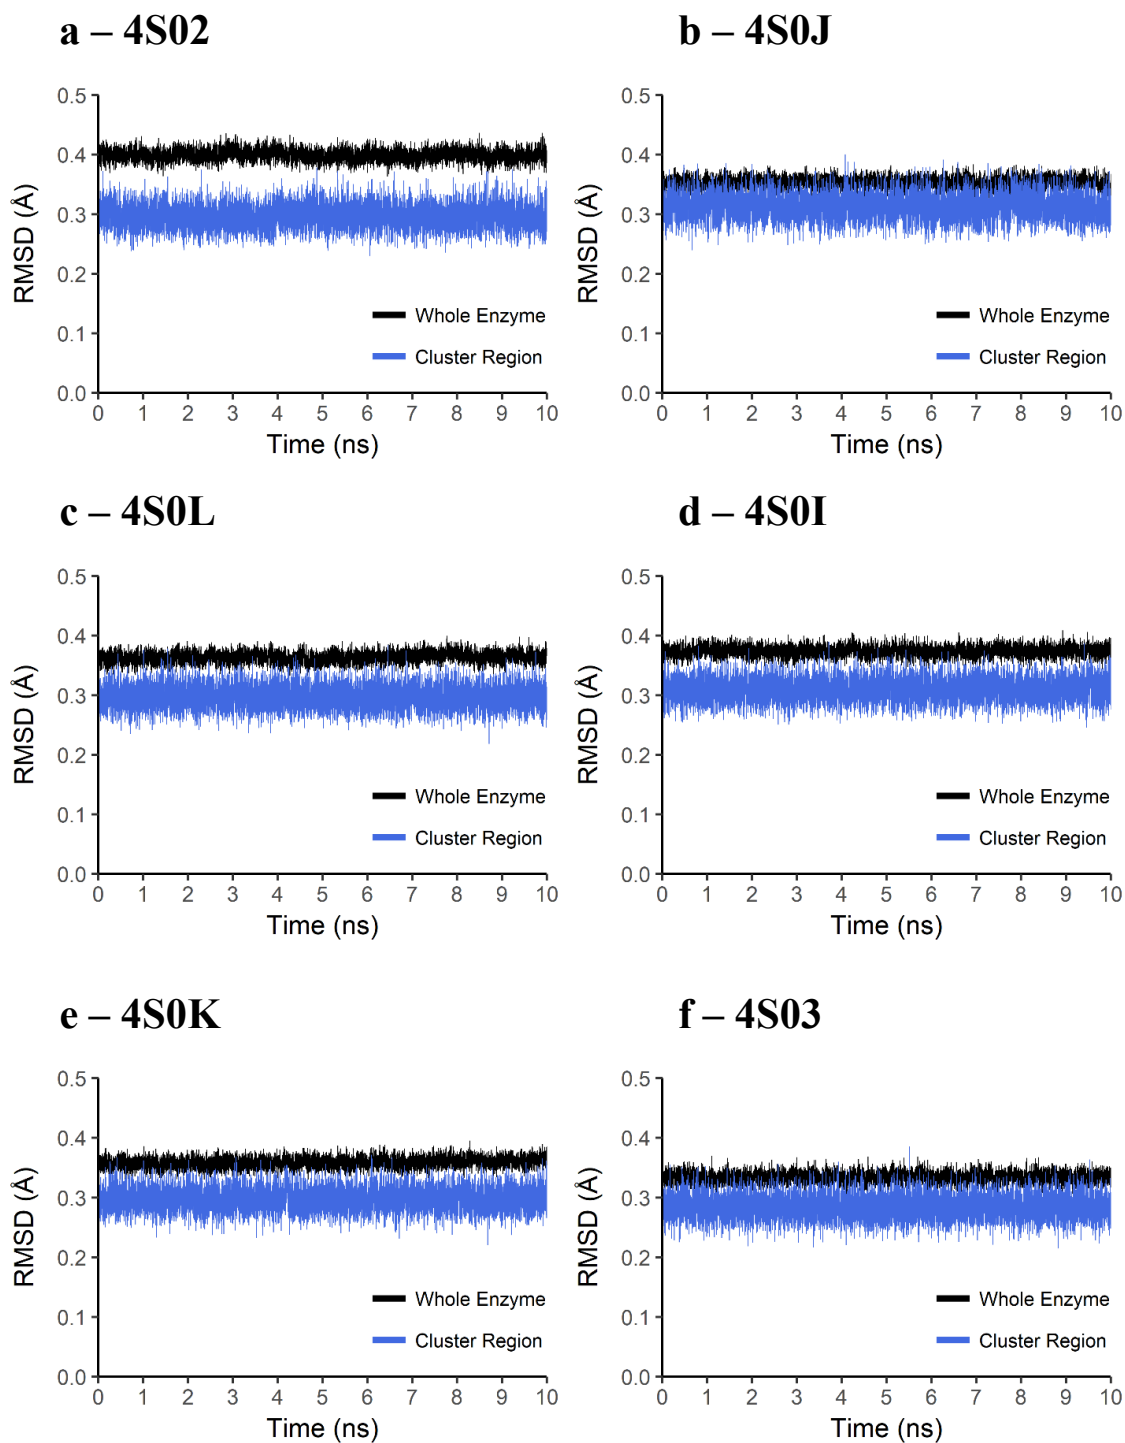 a – 4S02
0.5
0.4
0.3
0.2
0.1
0.0
RMSD (Å)
Whole Enzyme
Cluster Region
0 1 2 3 4 5 6 7 8 9 10
Time (ns)
b – 4S0J
0.5
0.4
0.3
0.2
0.1
0.0
RMSD (Å)
Whole Enzyme
Cluster Region
0 1 2 3 4 5 6 7 8 9 10
Time (ns)
c – 4S0L
0.5
0.4
0.3
0.2
0.1
0.0
RMSD (Å)
Whole Enzyme
Cluster Region
0 1 2 3 4 5 6 7 8 9 10
Time (ns)
d – 4S0I
0.5
0.4
0.3
0.2
0.1
0.0
RMSD (Å)
Whole Enzyme
Cluster Region
0 1 2 3 4 5 6 7 8 9 10
Time (ns)
e – 4S0K
0.5
0.4
0.3
0.2
0.1
0.0
RMSD (Å)
Whole Enzyme
Cluster Region
0 1 2 3 4 5 6 7 8 9 10
Time (ns)
f – 4S03
0.5
0.4
0.3
0.2
0.1
0.0
RMSD (Å)
Whole Enzyme
Cluster Region
0 1 2 3 4 5 6 7 8 9 10
Time (ns)